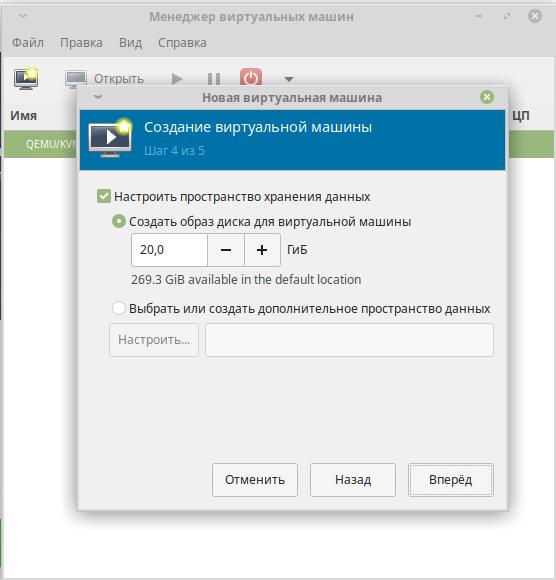 Менеджер виртуальных машин
Файл Правка Вид Справка
Открыть
Имя ЦП
QEMU/KVM
Новая виртуальная машина
Создание виртуальной машины
Шаг 4 из 5
Настроить пространство хранения данных
Создать образ диска для виртуальной машины
20,0 − + ГиБ
269.3 GiB available in the default location
Выбрать или создать дополнительное пространство данных
Настроить...
Отменить Назад Вперёд